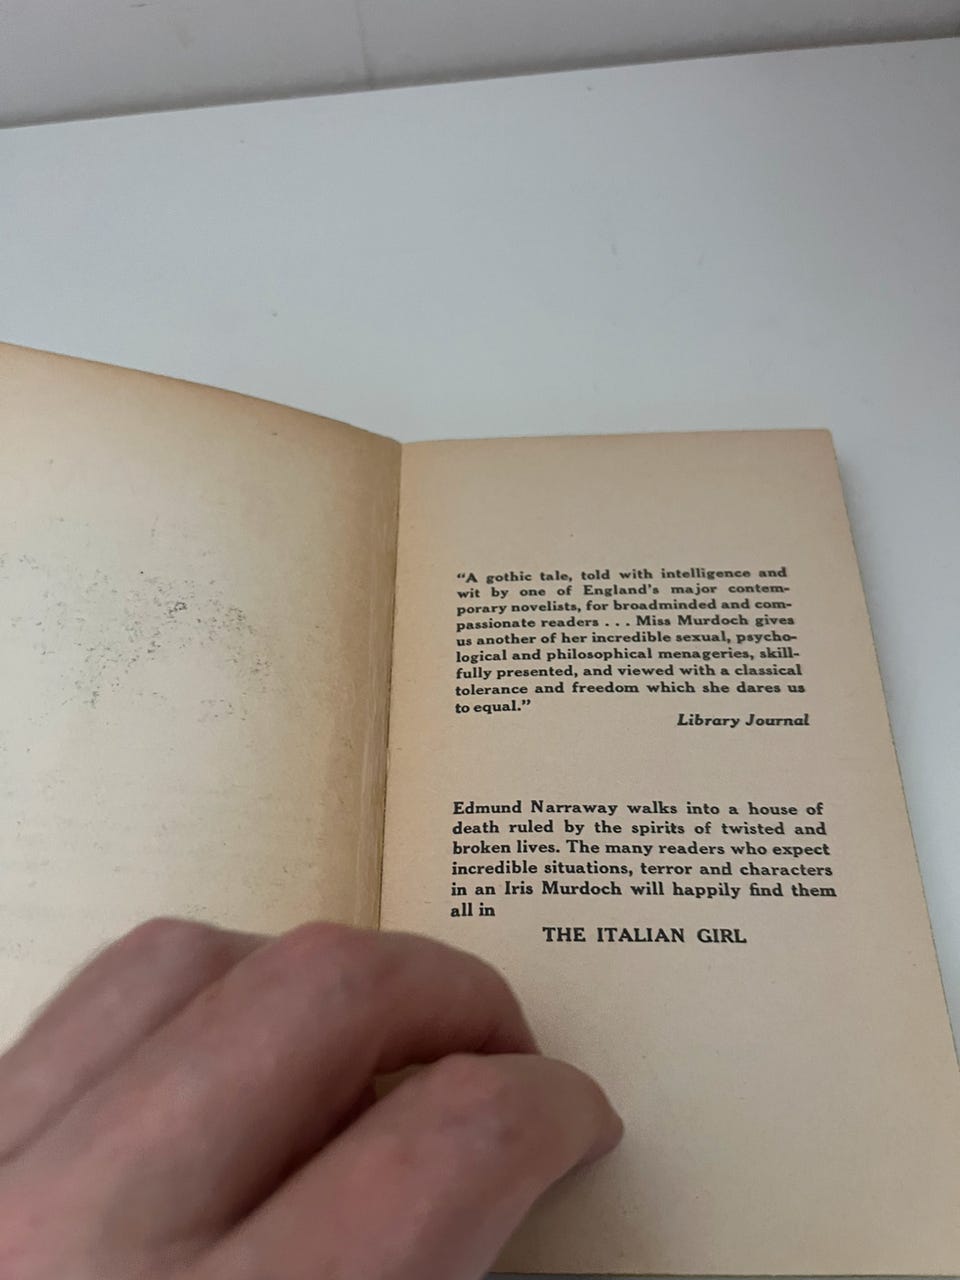 “A gothic tale, told with intelligence and
wit by one of England’s major contem-
porary novelists, for broadminded and com-
passionate readers . . . Miss Murdoch gives
us another of her incredible sexual, psycho-
logical and philosophical menageries, skill-
fully presented, and viewed with a classical
tolerance and freedom which she dares us
to equal.”
Library Journal
Edmund Narraway walks into a house of
death ruled by the spirits of twisted and
broken lives. The many readers who expect
incredible situations, terror and characters
in an Iris Murdoch will happily find them
all in
THE ITALIAN GIRL